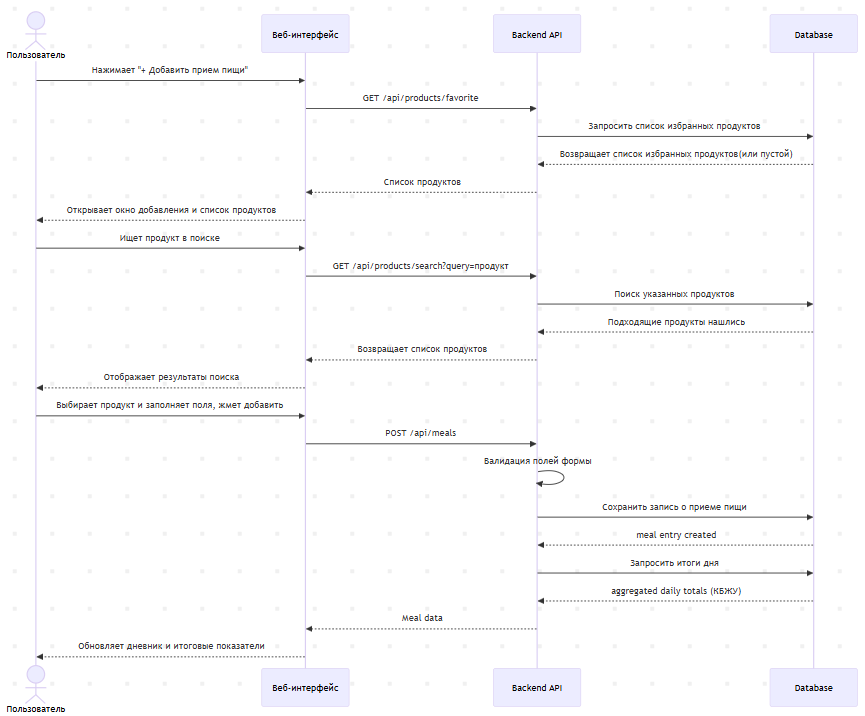 Пользователь
Веб-интерфейс
Backend API
Database
Нажимает "+ Добавить прием пищи"
GET /api/products/favorite
Запросить список избранных продуктов
Возвращает список избранных продуктов(или пустой)
Список продуктов
Открывает окно добавления и список продуктов
Ищет продукт в поиске
GET /api/products/search?query=продукт
Поиск указанных продуктов
Подходящие продукты нашлись
Возвращает список продуктов
Отображает результаты поиска
Выбирает продукт и заполняет поля, жмет добавить
POST /api/meals
Валидация полей формы
Сохранить запись о приеме пищи
meal entry created
Запросить итоги дня
aggregated daily totals (КБЖУ)
Meal data
Обновляет дневник и итоговые показатели
Пользователь
Веб-интерфейс
Backend API
Database